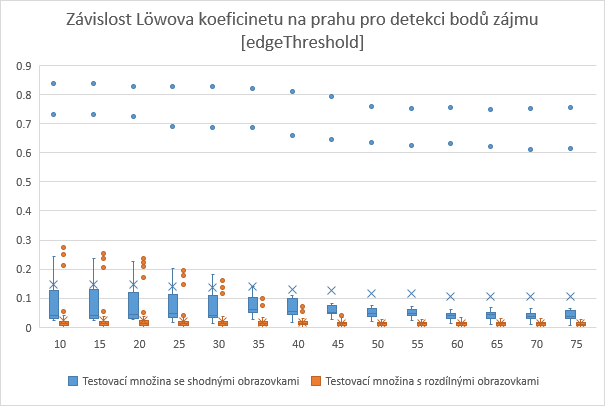 Závislost Löwova koeficinetu na prahu pro detekci bodů zájmu
[edgeThreshold]
0.9
0.8
0.7
0.6
0.5
0.4
0.3
0.2
0.1
0
10 15 20 25 30 35 40 45 50 55 60 65 70 75
Testovací množina se shodnými obrazovkami Testovací množina s rozdílnými obrazovkami